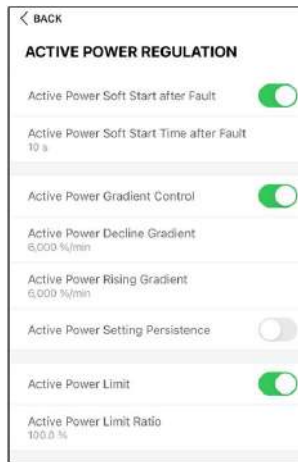 < BACK
ACTIVE POWER REGULATION
Active Power Soft Start after Fault
Active Power Soft Start Time after Fault
10 s
Active Power Gradient Control
Active Power Decline Gradient
6,000 %/min
Active Power Rising Gradient
6,000 %/min
Active Power Setting Persistence
Active Power Limit
Active Power Limit Ratio
100.0 %